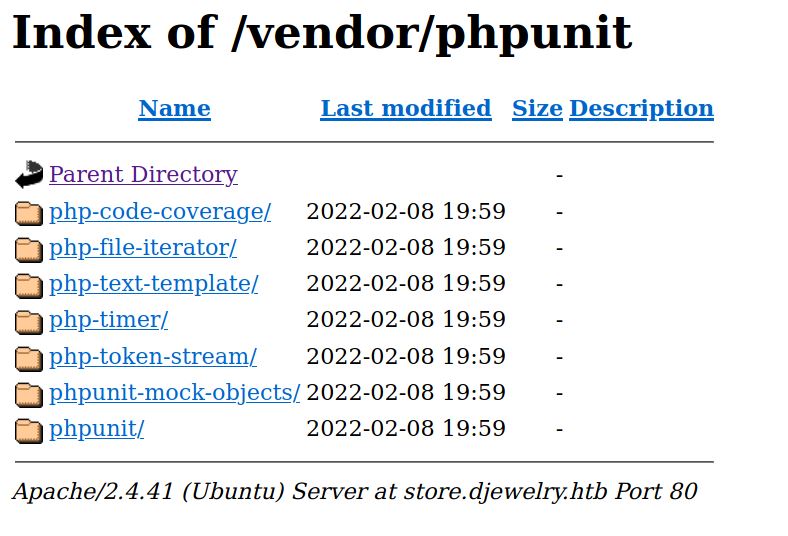 Index of /vendor/phpunit
Name Last modified Size Description
Parent Directory -
php-code-coverage/ 2022-02-08 19:59 -
php-file-iterator/ 2022-02-08 19:59 -
php-text-template/ 2022-02-08 19:59 -
php-timer/ 2022-02-08 19:59 -
php-token-stream/ 2022-02-08 19:59 -
phpunit-mock-objects/ 2022-02-08 19:59 -
phpunit/ 2022-02-08 19:59 -
Apache/2.4.41 (Ubuntu) Server at store.djewelry.htb Port 80